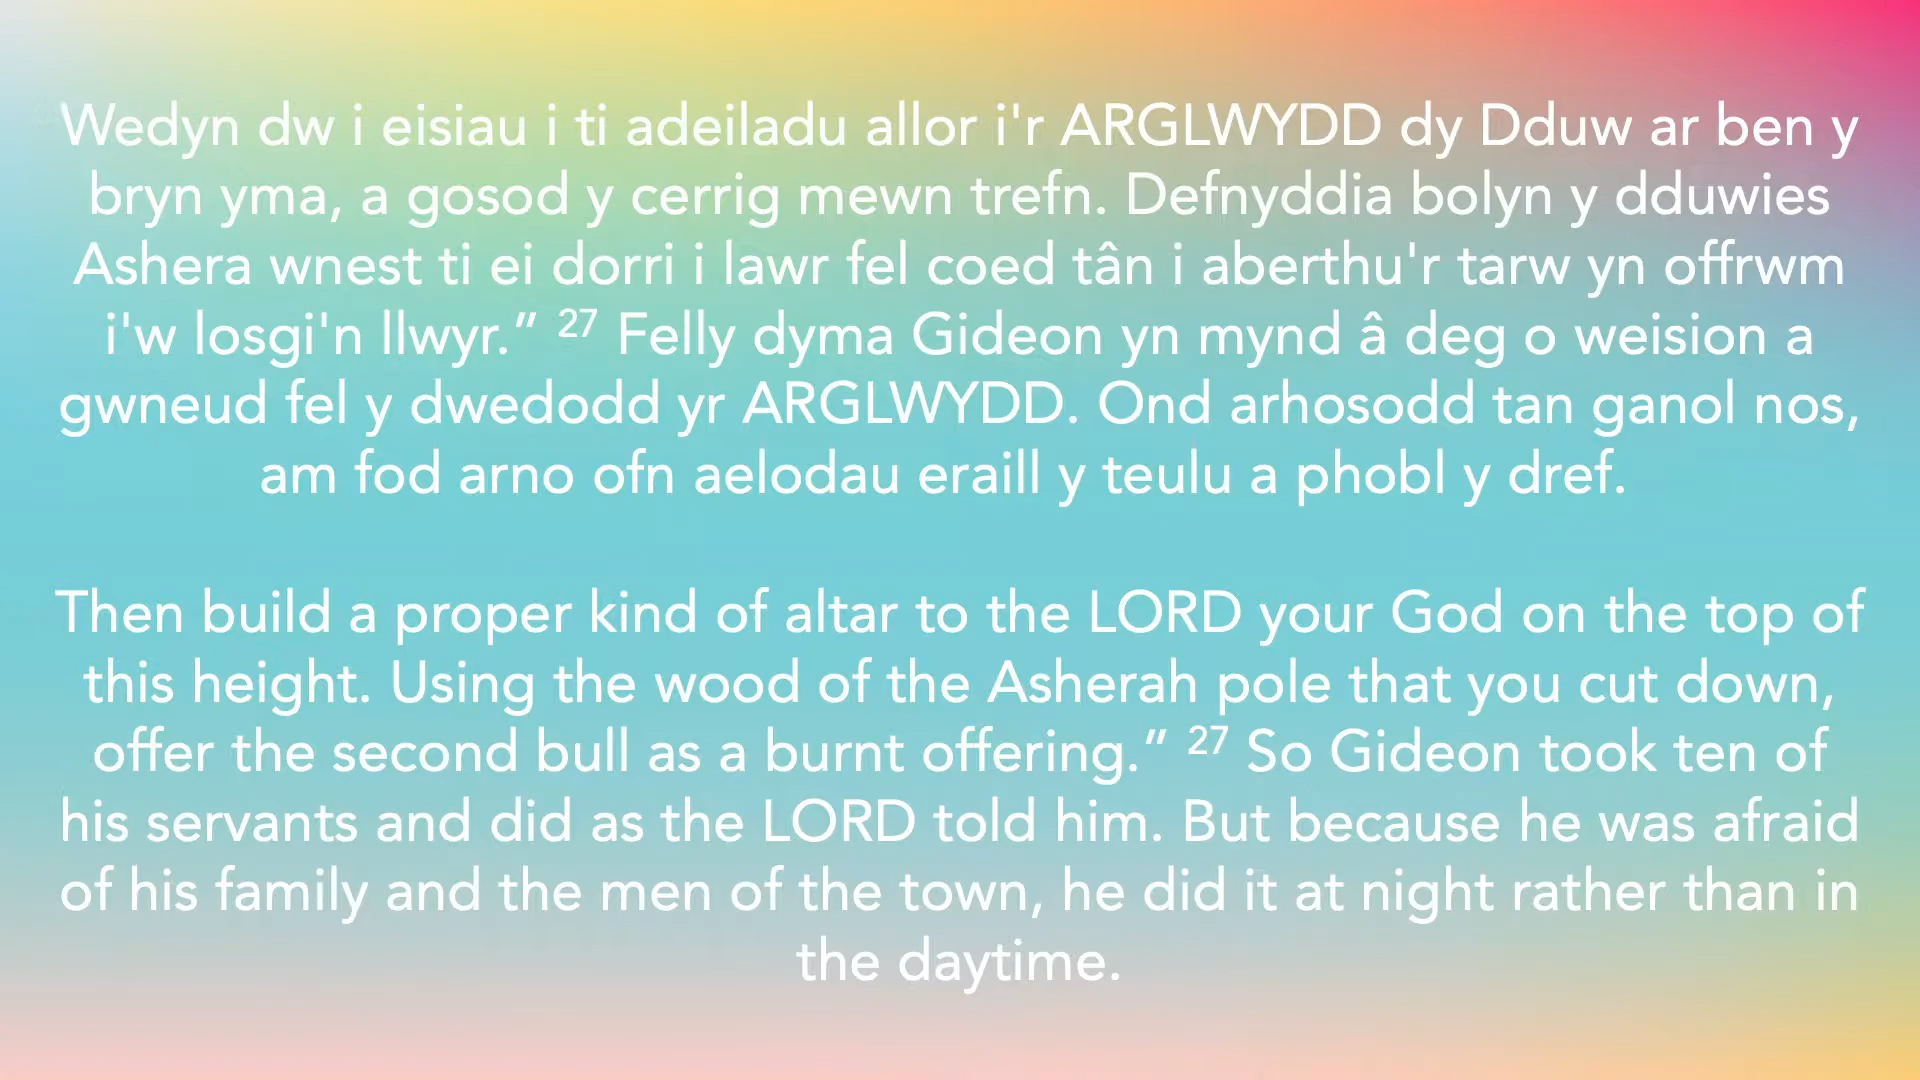 Wedyn dw i eisiau i ti adeiladu allor i'r ARGLWYDD dy Dduw ar ben y
bryn yma, a gosod y cerrig mewn trefn. Defnyddia bolyn y dduwies
Ashera wnest ti ei dorri i lawr fel coed tân i aberthu'r tarw yn offrwm
i'w losgi'n llwyr.” 27 Felly dyma Gideon yn mynd â deg o weision a
gwneud fel y dwedodd yr ARGLWYDD. Ond arhosodd tan ganol nos,
am fod arno ofn aelodau eraill y teulu a phobl y dref.
Then build a proper kind of altar to the LORD your God on the top of
this height. Using the wood of the Asherah pole that you cut down,
offer the second bull as a burnt offering.” 27 So Gideon took ten of
his servants and did as the LORD told him. But because he was afraid
of his family and the men of the town, he did it at night rather than in
the daytime.